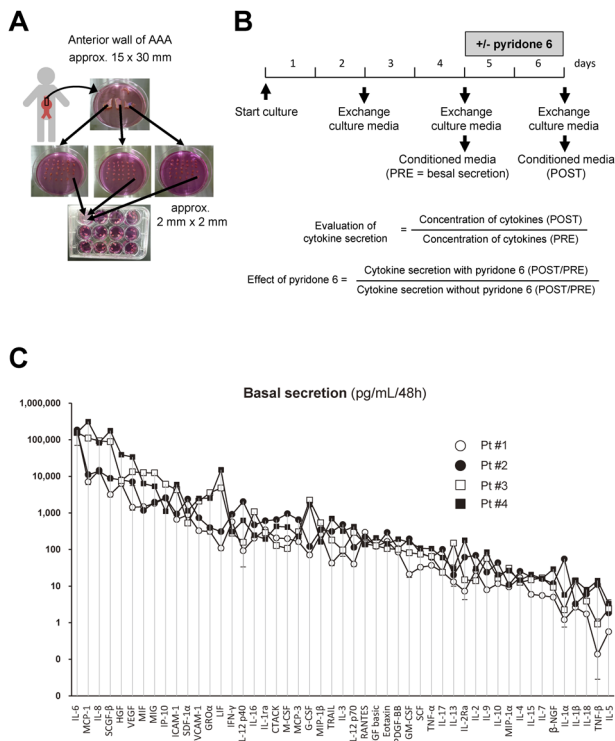 A
Anterior wall of AAA
approx. 15 x 30 mm
approx.
2 mm x 2 mm
B
+/- pyridone 6
1 2 3 4 5 6 days
Start culture
Exchange
culture media
Exchange
culture media
Exchange
culture media
Conditioned media
(PRE = besal secretion)
Conditioned media
(POST)
Evaluation of
cytokine secretion
=
Concentration of cytokines (POST)
Concentration of cytokines (PRE)
Effect of pyridone 6 =
Cytokine secretion with pyridone 6 (POST/PRE)
Cytokine secretion without pyridone 6 (POST/PRE)
C
Basal secretion (pg/mL/48h)
1,000,000
100,000
10,000
1,000
100
10
1
0
0
Pt #1
Pt #2
Pt #3
Pt #4
IL-6
MCP-1
IL-8
SCGF-β
HGF
VEGF
MIF
MIG
IP-10
ICAM-1
SDF-1α
VCAM-1
GROα
LIF
IFN-γ
IL-12 p40
IL-16
IL-1ra
CTACK
M-CSF
MCP-3
G-CSF
MIP-1β
TRAIL
IL-3
IL-12 p70
RANTES
GF basic
Eotaxin
PDGF-BB
GM-CSF
SCF
TNF-α
IL-17
IL-13
IL-2Ra
IL-2
IL-9
IL-10
MIP-1α
IL-4
IL-15
IL-7
β-NGF
IL-1α
IL-1β
IL-18
TNF-β
IL-5